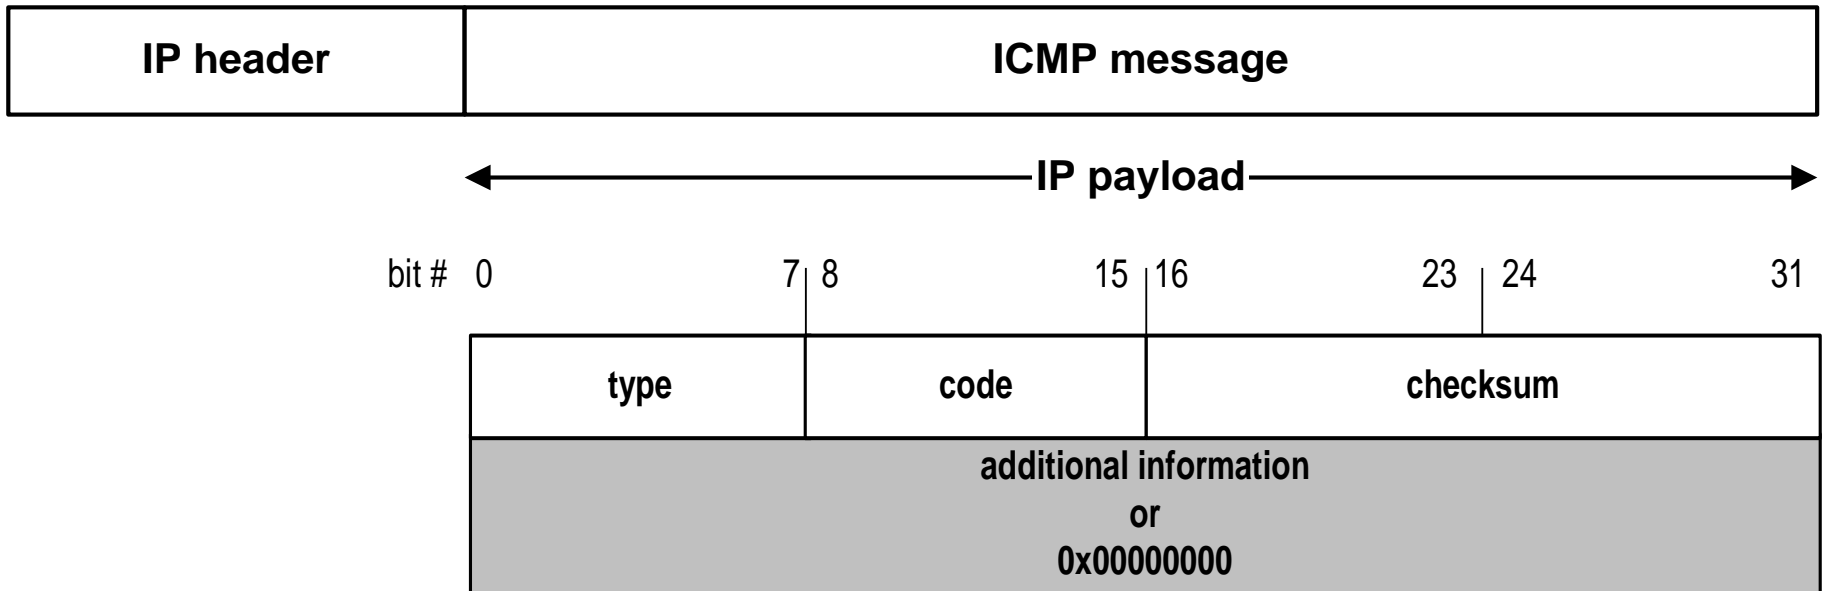 IP header ICMP message
IP payload
bit # 0 7 8 15 16 23 24 31
type code checksum
additional information
or
0x00000000